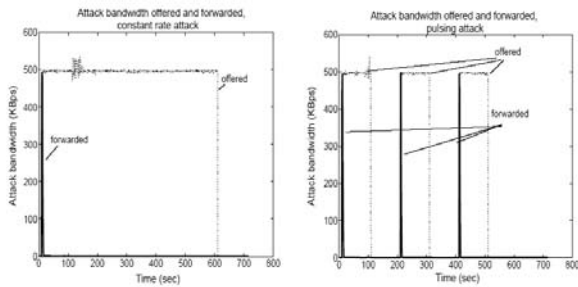 Attack bandwidth offered and forwarded,
constant rate attack
Attack bandwidth (KBps)
600
500
400
300
200
100
0
offered
forwarded
0 100 200 300 400 500 600 700 800
Time (sec)
Attack bandwidth offered and forwarded,
pulsing attack
Attack bandwidth (KBps)
600
500
400
300
200
100
0
offered
forwarded
0 100 200 300 400 500 600 700 800
Time (sec)